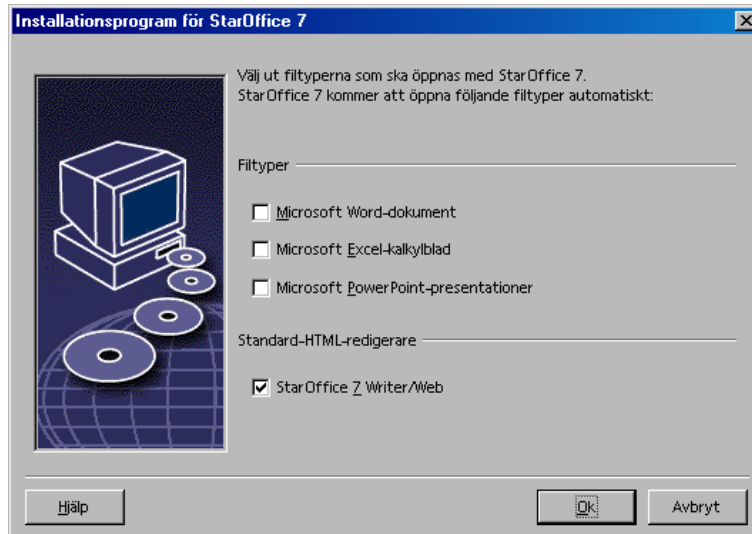 Installationsprogram för StarOffice 7
Välj ut filtyperna som ska öppnas med StarOffice 7.
StarOffice 7 kommer att öppna följande filtyper automatiskt:
Filtyper
Microsoft Word-dokument
Microsoft Excel-kalkylblad
Microsoft PowerPoint-presentationer
Standard-HTML-redigerare
StarOffice 7 Writer/Web
Hjälp
Ok
Avbryt